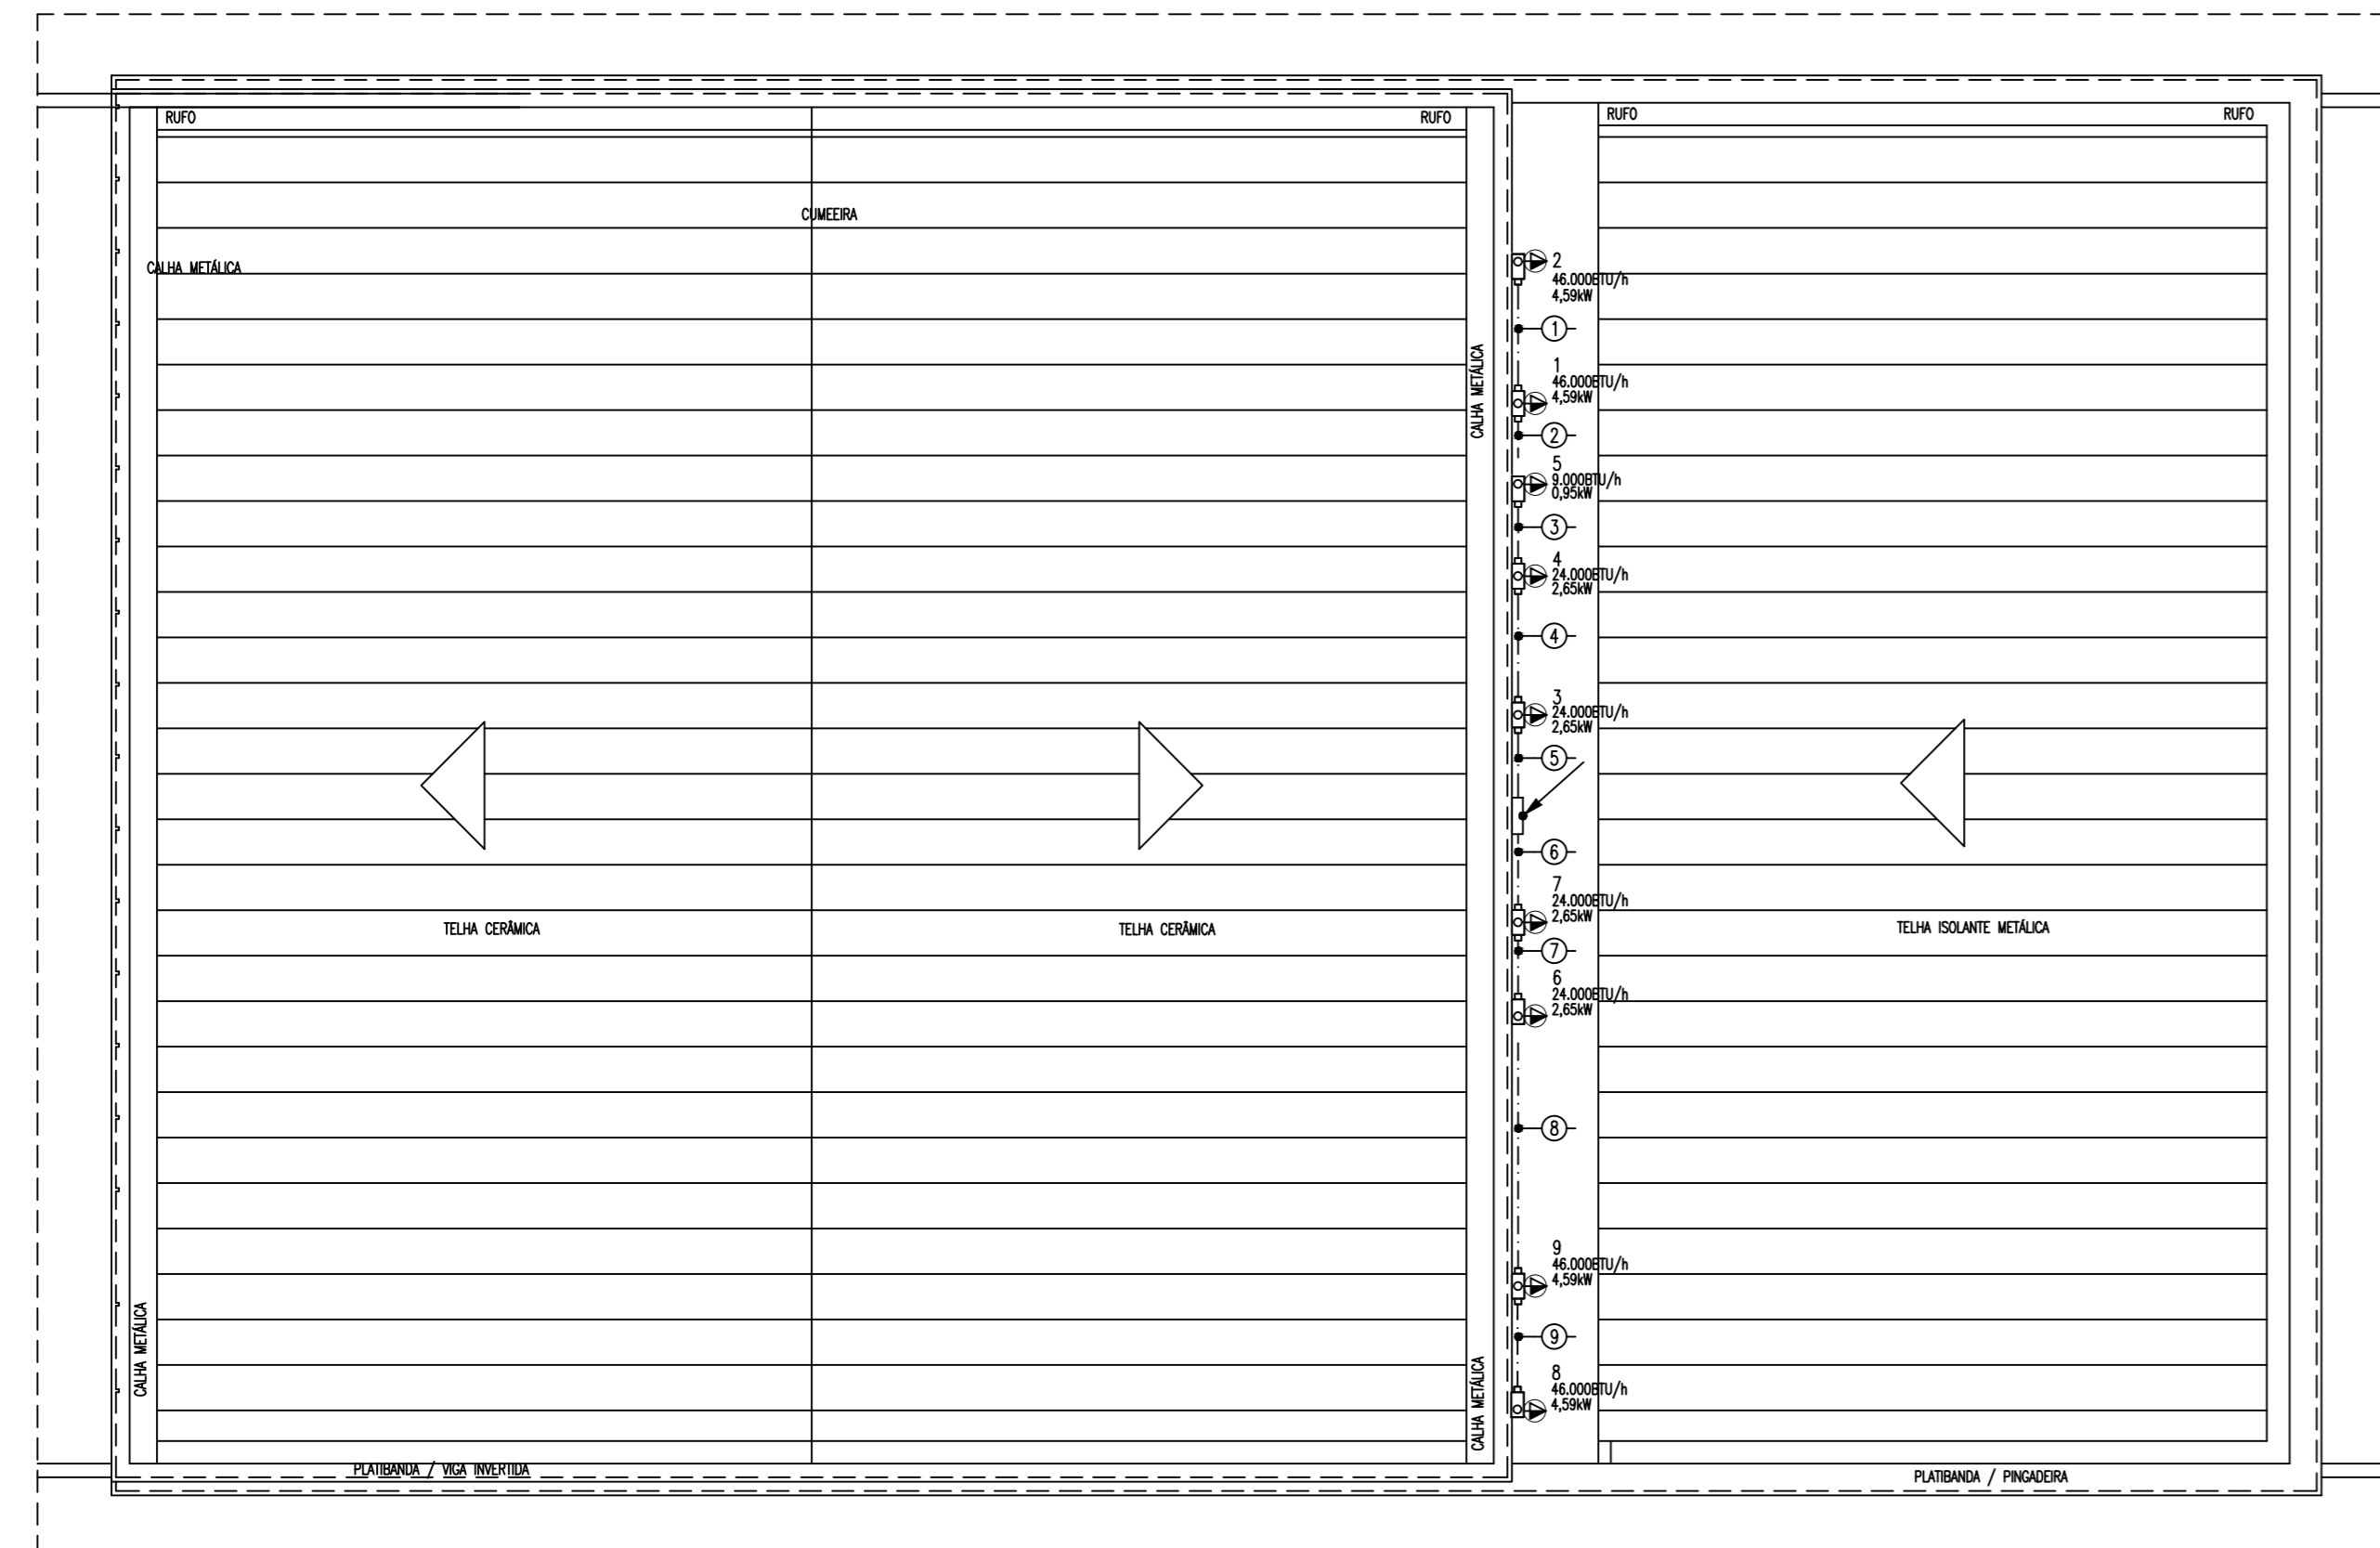 RUFO
RUFO
RUFO
RUFO
CUMEEIRA
CALHA METÁLICA
2
46.000BTU/h
4,59kW
1
CALHA METÁLICA
1
46.000BTU/h
4,59kW
2
5
9.000BTU/h
0,95kW
3
4
24.000BTU/h
2,65kW
4
3
24.000BTU/h
2,65kW
5
6
7
24.000BTU/h
2,65kW
TELHA CERÂMICA
TELHA CERÂMICA
TELHA ISOLANTE METÁLICA
7
6
24.000BTU/h
2,65kW
8
9
46.000BTU/h
4,59kW
CALHA METÁLICA
9
CALHA METÁLICA
8
46.000BTU/h
4,59kW
PLATIBANDA / VIGA INVERTIDA
PLATIBANDA / PINGADEIRA